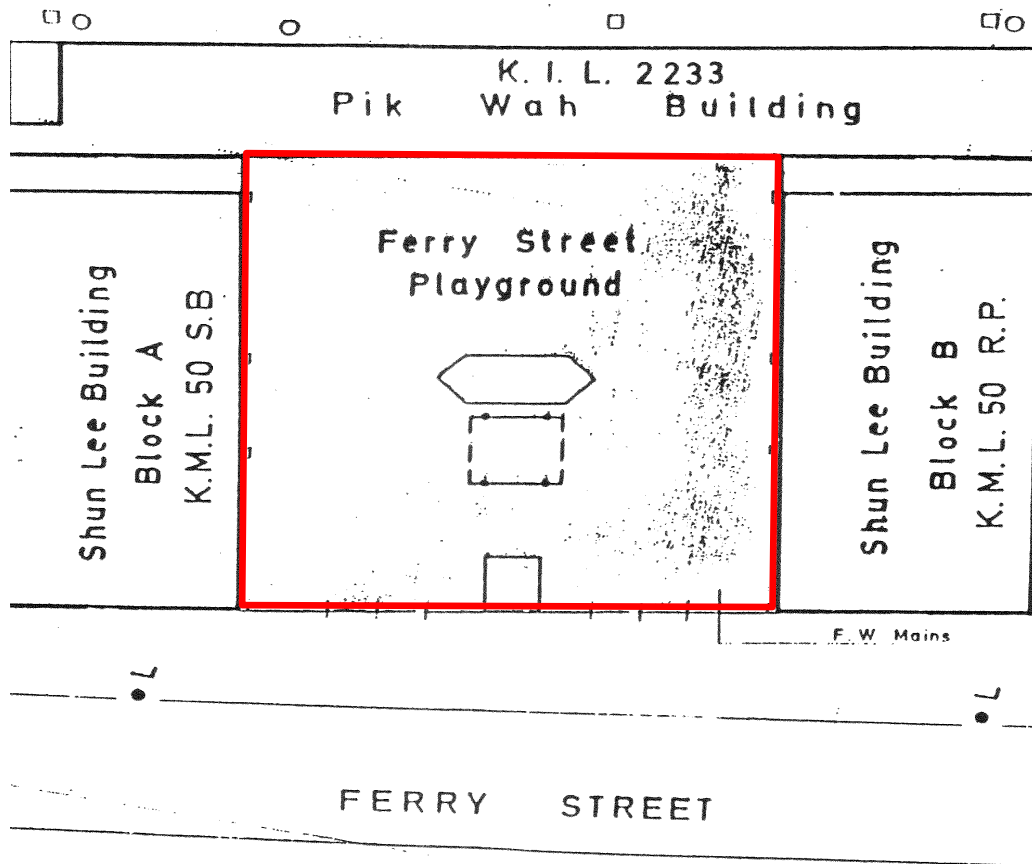 K. I. L. 2233
Pik Wah Building
Ferry Street
Playground
Shun Lee Building
Block A
K.M.L. 50 S.B
Shun Lee Building
Block B
K.M.L. 50 R.P.
F. W Mains
L
L
FERRY STREET